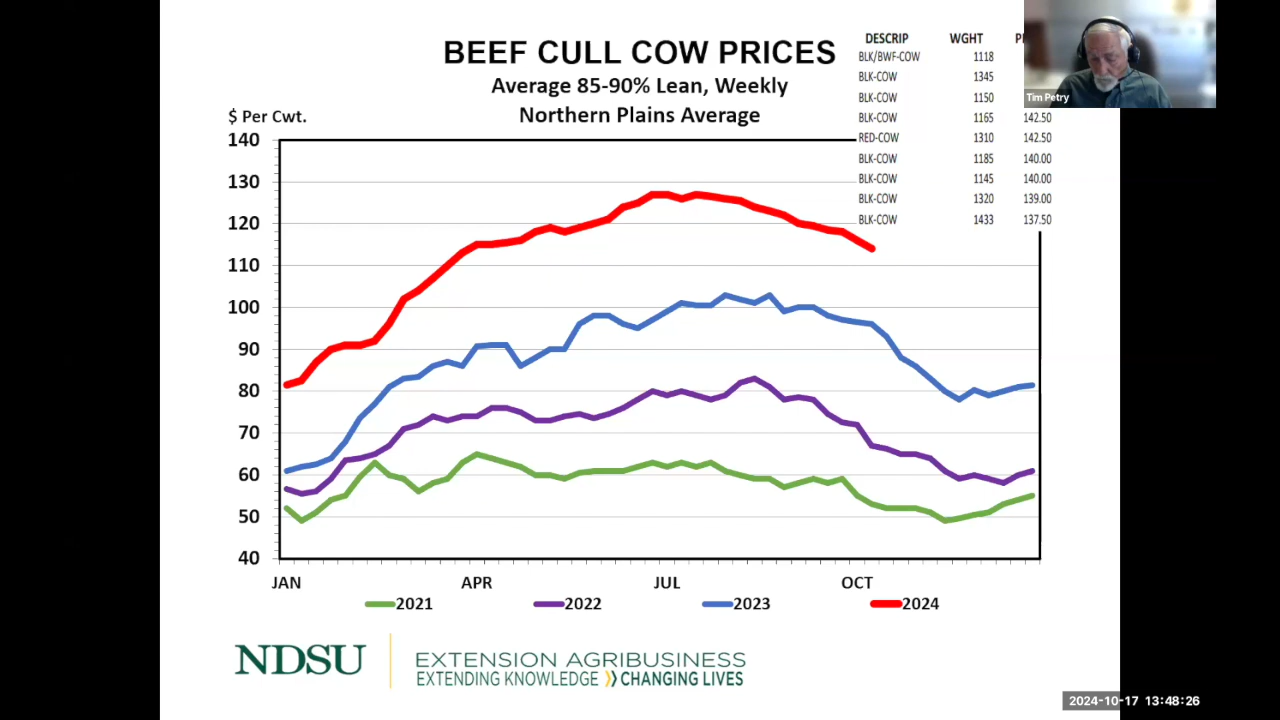 BEEF CULL COW PRICES
Average 85-90% Lean, Weekly
Northern Plains Average
$ Per Cwt.
DESCRIP WGHT
BLK/BWF-COW 1118
BLK-COW 1345
BLK-COW 1150
BLK-COW 1165 142.50
RED-COW 1310 142.50
BLK-COW 1185 140.00
BLK-COW 1145 140.00
BLK-COW 1320 139.00
BLK-COW 1433 137.50
Tim Petry
140
130
120
110
100
90
80
70
60
50
40
JAN APR JUL OCT
2021 2022 2023 2024
NDSU EXTENSION AGRIBUSINESS
EXTENDING KNOWLEDGE CHANGING LIVES
2024-10-17 13:48:26